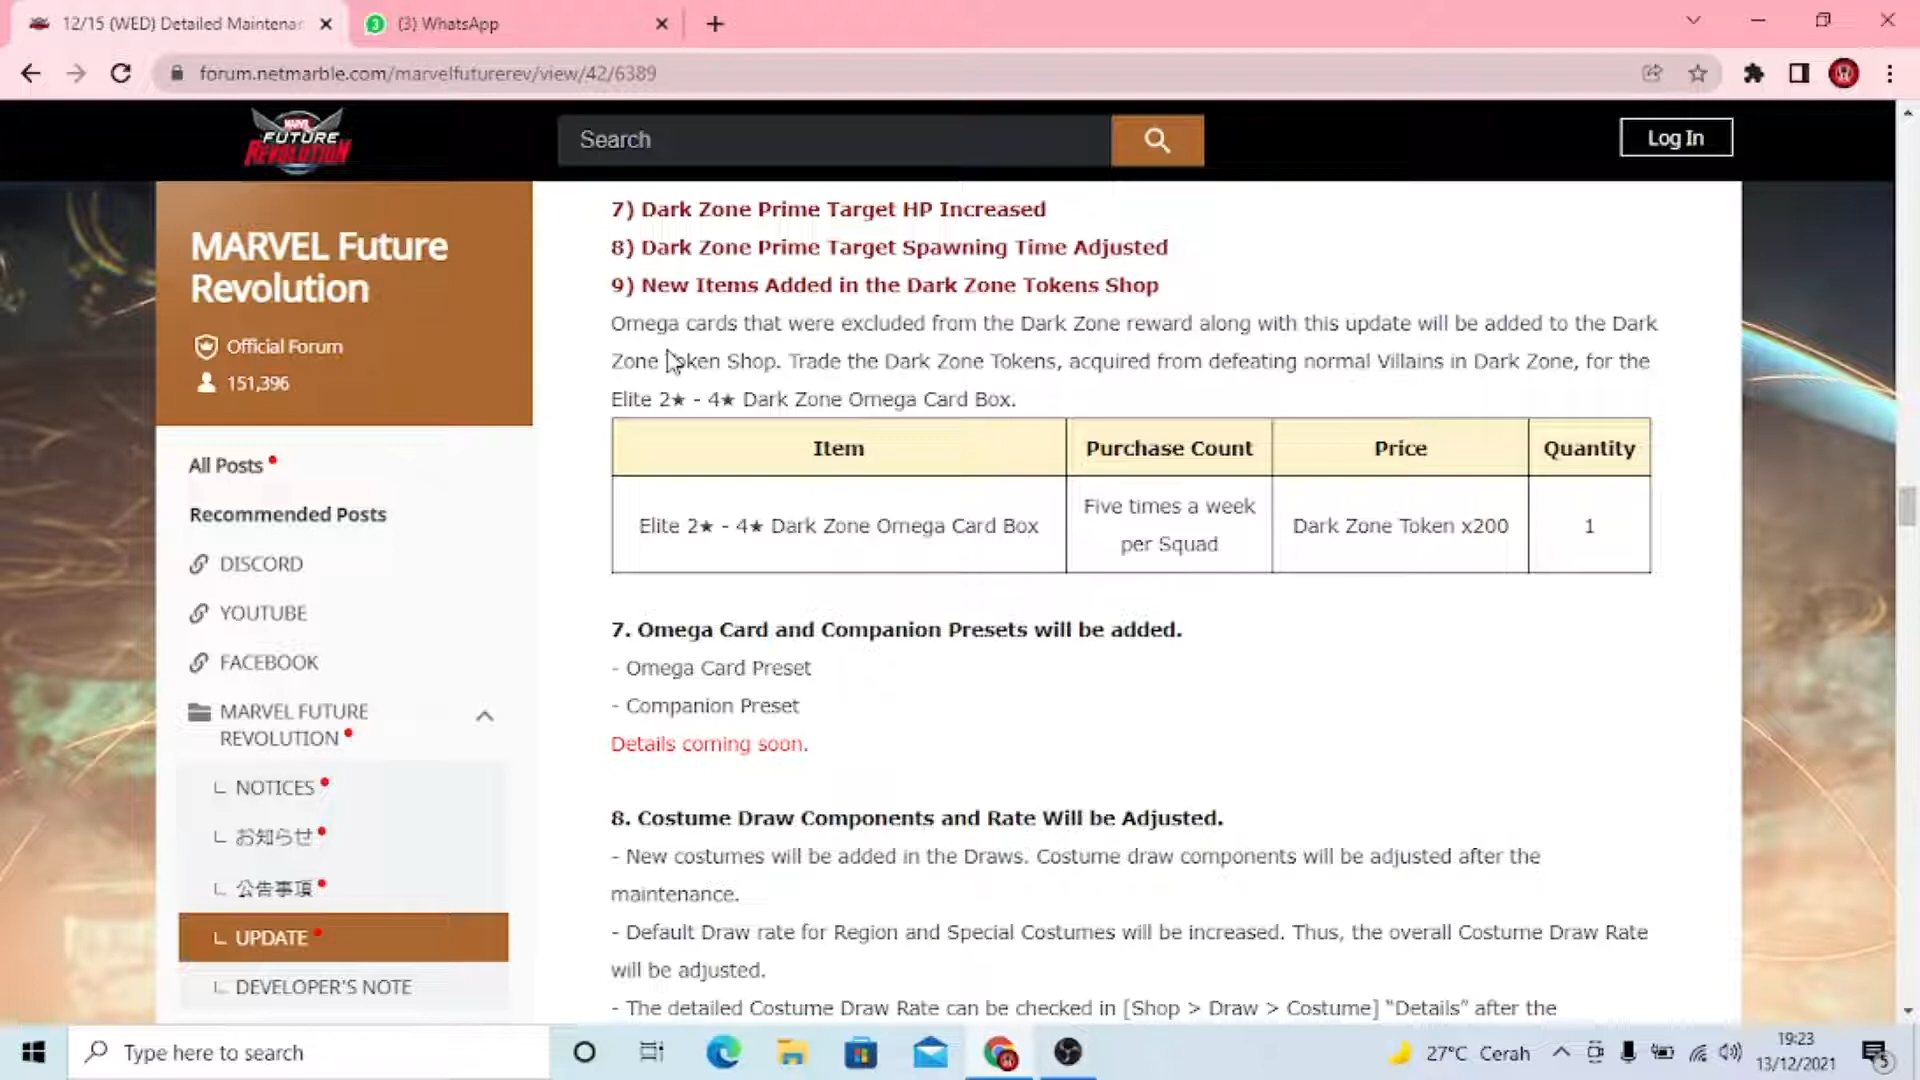 12/15 (WED) Detailed Maintenan
3
(3) WhatsApp
forum.netmarble.com/marvelfuturerev/view/42/6389
MARVEL
FUTURE
REVOLUTION
Search
Log In
MARVEL Future
Revolution
Official Forum
151,396
All Posts
Recommended Posts
DISCORD
YOUTUBE
FACEBOOK
MARVEL FUTURE
REVOLUTION
NOTICES
お知らせ
公告事項
UPDATE
DEVELOPER'S NOTE
7) Dark Zone Prime Target HP Increased
8) Dark Zone Prime Target Spawning Time Adjusted
9) New Items Added in the Dark Zone Tokens Shop
Omega cards that were excluded from the Dark Zone reward along with this update will be added to the Dark
Zone Token Shop. Trade the Dark Zone Tokens, acquired from defeating normal Villains in Dark Zone, for the
Elite 2★ - 4★ Dark Zone Omega Card Box.
Item Purchase Count Price Quantity
Elite 2★ - 4★ Dark Zone Omega Card Box Five times a week per Squad Dark Zone Token x200 1
7. Omega Card and Companion Presets will be added.
- Omega Card Preset
- Companion Preset
Details coming soon.
8. Costume Draw Components and Rate Will be Adjusted.
- New costumes will be added in the Draws. Costume draw components will be adjusted after the
maintenance.
- Default Draw rate for Region and Special Costumes will be increased. Thus, the overall Costume Draw Rate
will be adjusted.
- The detailed Costume Draw Rate can be checked in [Shop > Draw > Costume] “Details” after the
Type here to search
27°C Cerah
19:23
13/12/2021
5